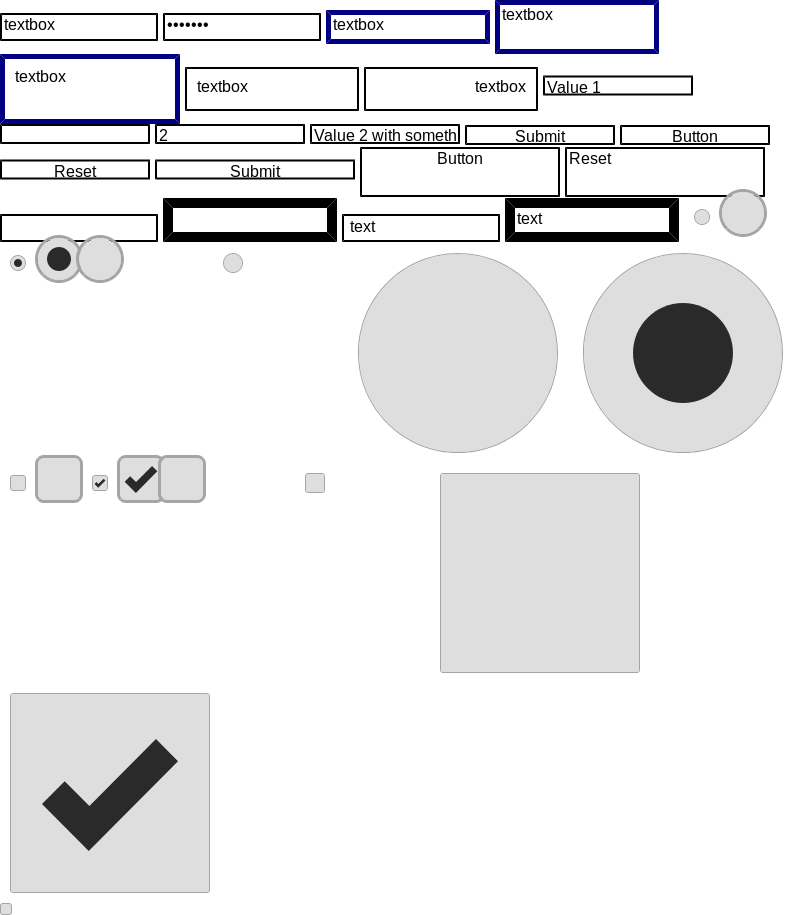 textbox ••••••• textbox textbox
textbox textbox textbox Value 1
2 Value 2 with someth Submit Button
Reset Submit Button Reset
text text